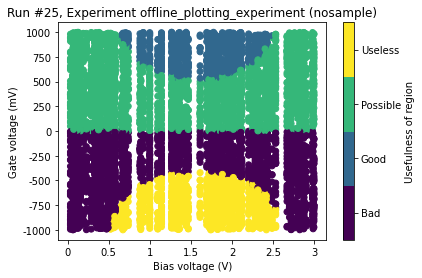 Run #25, Experiment offline_plotting_experiment (nosample)
1000
750
500
250
0
-250
-500
-750
-1000
Gate voltage (mV)
0
0.5
1
1.5
2
2.5
3
Bias voltage (V)
Useless
Possible
Good
Bad
Usefulness of region